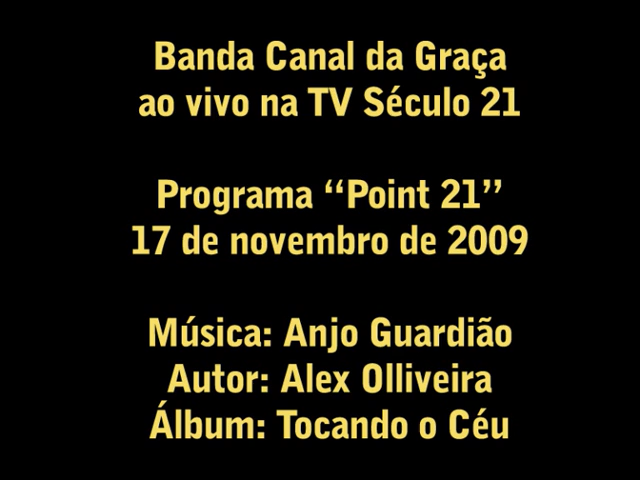 Banda Canal da Graça
ao vivo na TV Século 21
Programa “Point 21”
17 de novembro de 2009
Música: Anjo Guardião
Autor: Alex Olliveira
Álbum: Tocando o Céu